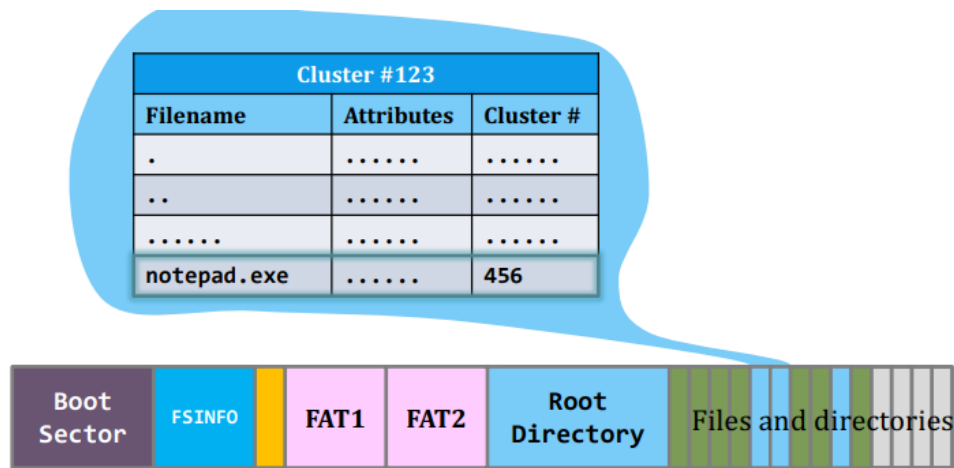 Cluster #123
Filename Attributes Cluster #
. ...... ......
.. ...... ......
...... ...... ......
notepad.exe ...... 456
Boot Sector FSINFO FAT1 FAT2 Root Directory Files and directories